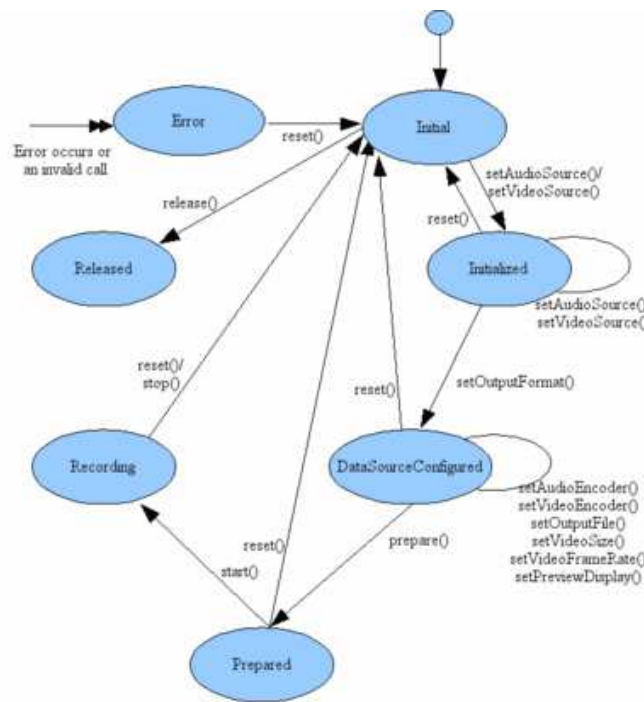 Error
Initial
reset()
Error occurs or
an invalid call
setAudioSource()/
setVideoSource()
release()
reset()
Released
Initialized
setAudioSource()
setVideoSource()
reset()/
stop()
reset()
setOutputFormat()
Recording
DataSourceConfigured
setAudioEncoder()
setVideoEncoder()
setOutputFile()
setVideoSize()
setVideoFrameRate()
setPreviewDisplay()
reset()
prepare()
start()
Prepared